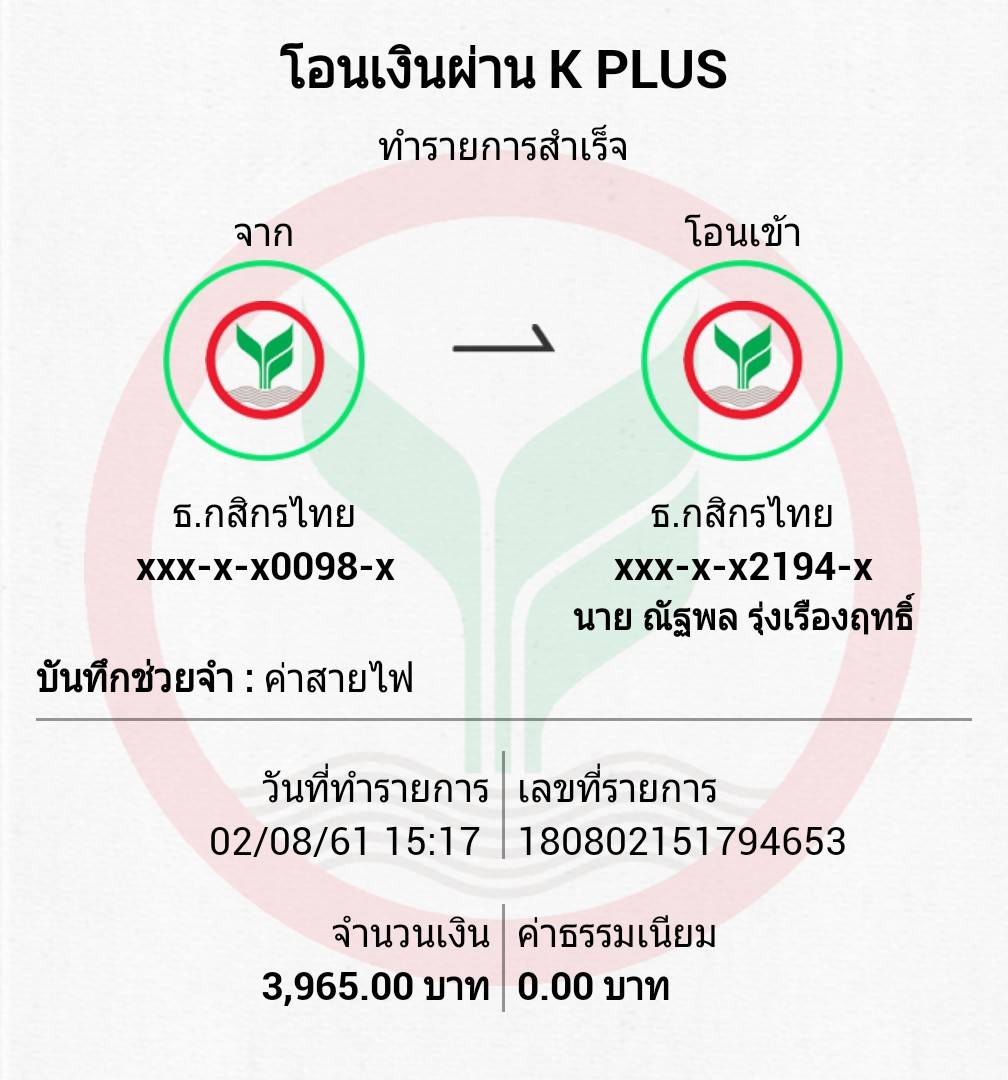 โอนเงินผ่าน K PLUS
ทำรายการสำเร็จ
จาก
โอนเข้า
ธ.กสิกรไทย
xxx-x-x0098-x
ธ.กสิกรไทย
xxx-x-x2194-x
นาย ณัฐพล รุ่งเรืองฤทธิ์
บันทึกช่วยจำ : ค่าสายไฟ
วันที่ทำรายการ
02/08/61 15:17
เลขที่รายการ
180802151794653
จำนวนเงิน
3,965.00 บาท
ค่าธรรมเนียม
0.00 บาท